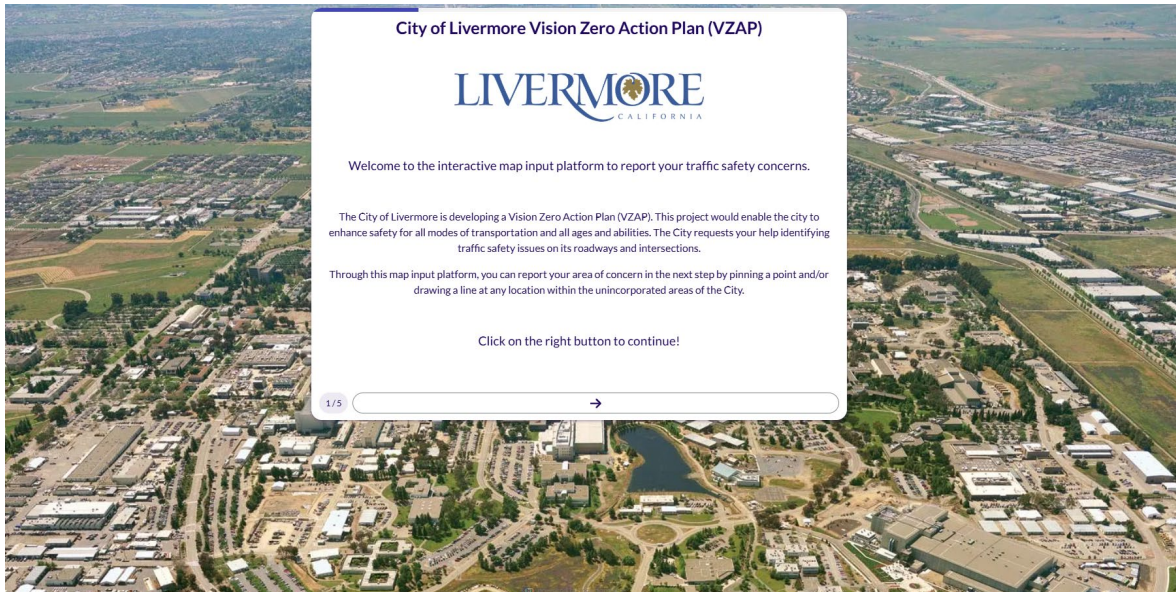 City of Livermore Vision Zero Action Plan (VZAP)
LIVERMORE
CALIFORNIA
Welcome to the interactive map input platform to report your traffic safety concerns.
The City of Livermore is developing a Vision Zero Action Plan (VZAP). This project would enable the city to
enhance safety for all modes of transportation and all ages and abilities. The City requests your help identifying
traffic safety issues on its roadways and intersections.
Through this map input platform, you can report your area of concern in the next step by pinning a point and/or
drawing a line at any location within the unincorporated areas of the City.
Click on the right button to continue!
1 / 5